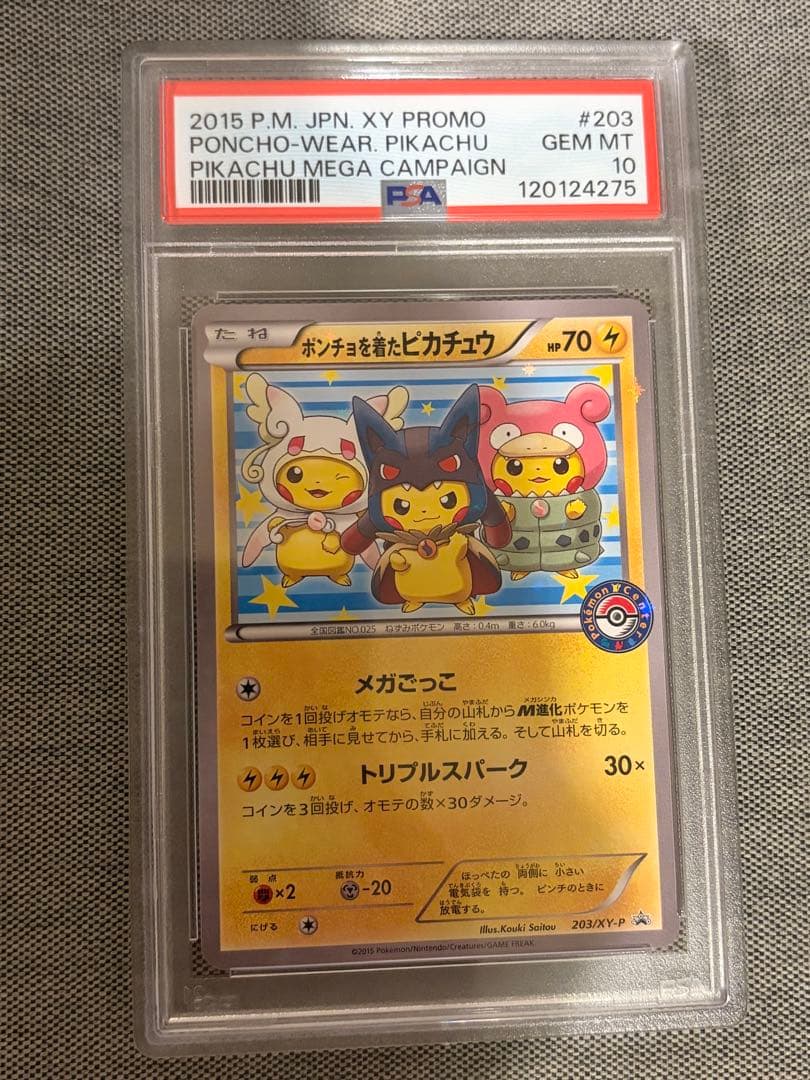 2015 P.M. JPN. XY PROMO #203
PONCHO-WEAR. PIKACHU GEM MT
PIKACHU MEGA CAMPAIGN 10
PSA 120124275
たね ポンチョを着たピカチュウ HP70
全国図鑑NO.025 ねずみポケモン 高さ:0.4m 重さ:6.0kg
Pokémon Center
メガごっこ
コインを1回投げオモテなら、自分の山札からM進化ポケモンを
1枚選び、相手に見せてから、手札に加える。そして山札を切る。
トリプルスパーク 30×
コインを3回投げ、オモテの数×30ダメージ。
弱点 抵抗力
×2 -20
にげる
ほっぺたの 両側に 小さい
電気袋を 持つ。 ピンチのときに
放電する。
Illus.Kouki Saitou 203/XY-P
©2015 Pokémon/Nintendo/Creatures/GAME FREAK.